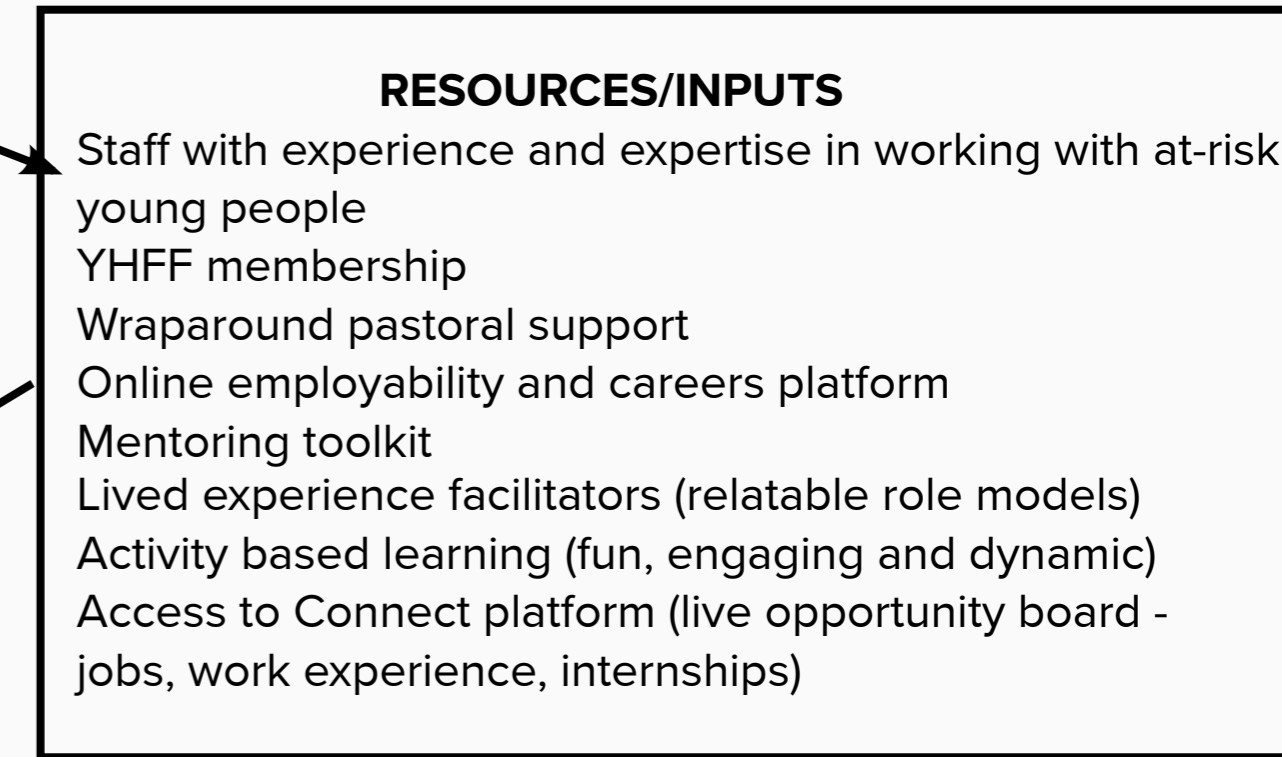 RESOURCES/INPUTS
Staff with experience and expertise in working with at-risk
young people
YHFF membership
Wraparound pastoral support
Online employability and careers platform
Mentoring toolkit
Lived experience facilitators (relatable role models)
Activity based learning (fun, engaging and dynamic)
Access to Connect platform (live opportunity board -
jobs, work experience, internships)